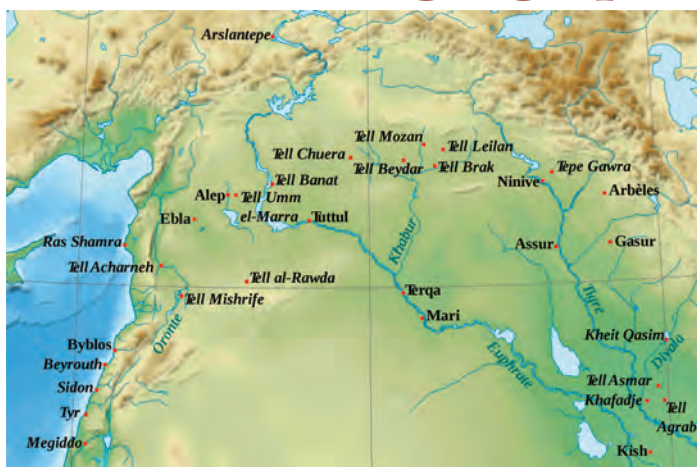 Arslantepe
Tell Mozan
Tell Leilan
Tell Chuera
Tell Beydar
Tell Brak
Tepe Gawra
Ninive
Arbèles
Tell Banat
Alep
Tell Umm
el-Marra
Ebla
Tuttul
Khabur
Ras Shamra
Assur
Gasur
Tell Acharneh
Tell al-Rawda
Tell Mishrife
Terqa
Tigre
Mari
Oronte
Byblos
Beyrouth
Euphrate
Kheit Qasim
Diyala
Sidon
Tell Asmar
Khafadje
Tell
Agrab
Tyr
Megiddo
Kish